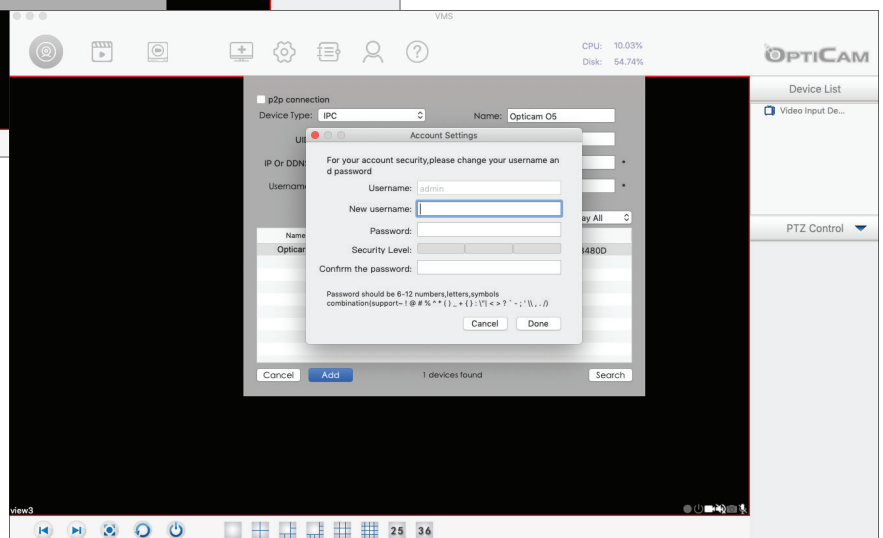 VMS
CPU: 10.03%
Disk: 54.74%
OPTICAM
Device List
Video Input De...
PTZ Control
p2p connection
Device Type: IPC
Name: Opticam O5
UI
IP Or DDN
Usernam
Account Settings
For your account security,please change your username an
d password
Username: admin
New username:
Password:
Security Level:
Confirm the password:
Password should be 6-12 numbers,letters,symbols
combination(support~ ! @ # % ^ * ( ) _ + { } : \"| < > ? ` - ; ' \\ , . /)
Cancel Done
ay All
Name
Opticar
3480D
Cancel Add 1 devices found Search
view3
25 36